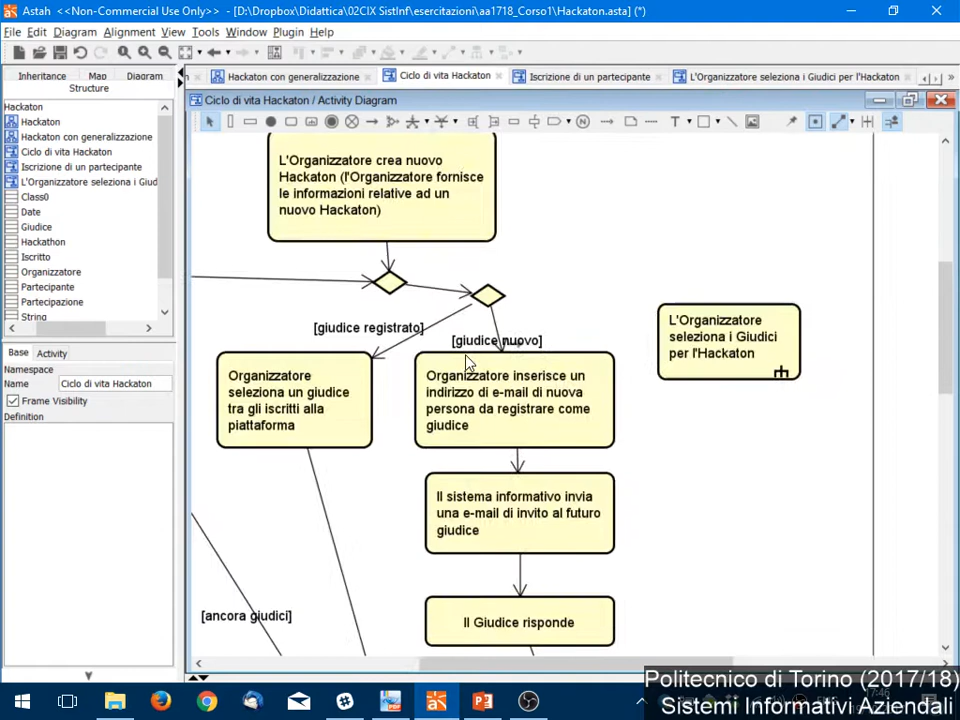 Astah <<Non-Commercial Use Only>> - [D:\Dropbox\Didattica\02CIX SistInf\esercitazioni\aa1718_Corso1\Hackaton.asta] (*)
File Edit Diagram Alignment View Tools Window Plugin Help
Inheritance Map Diagram
Hackaton con generalizzazione Ciclo di vita Hackaton Iscrizione di un partecipante L'Organizzatore seleziona i Giudici per l'Hackaton
Structure
Ciclo di vita Hackaton / Activity Diagram
Hackaton
Hackaton
Hackaton con generalizzazione
Ciclo di vita Hackaton
Iscrizione di un partecipante
L'Organizzatore seleziona i Giud
Class0
Date
Giudice
Hackathon
Iscritto
Organizzatore
Partecipante
Partecipazione
String
Base Activity
Namespace
Name Ciclo di vita Hackaton
Frame Visibility
Definition
L'Organizzatore crea nuovo
Hackaton (l'Organizzatore fornisce
le informazioni relative ad un
nuovo Hackaton)
[giudice registrato]
[giudice nuovo]
L'Organizzatore
seleziona i Giudici
per l'Hackaton
Organizzatore
seleziona un giudice
tra gli iscritti alla
piattaforma
Organizzatore inserisce un
indirizzo di e-mail di nuova
persona da registrare come
giudice
Il sistema informativo invia
una e-mail di invito al futuro
giudice
[ancora giudici]
Il Giudice risponde
Politecnico di Torino (2017/18)
Sistemi Informativi Aziendali